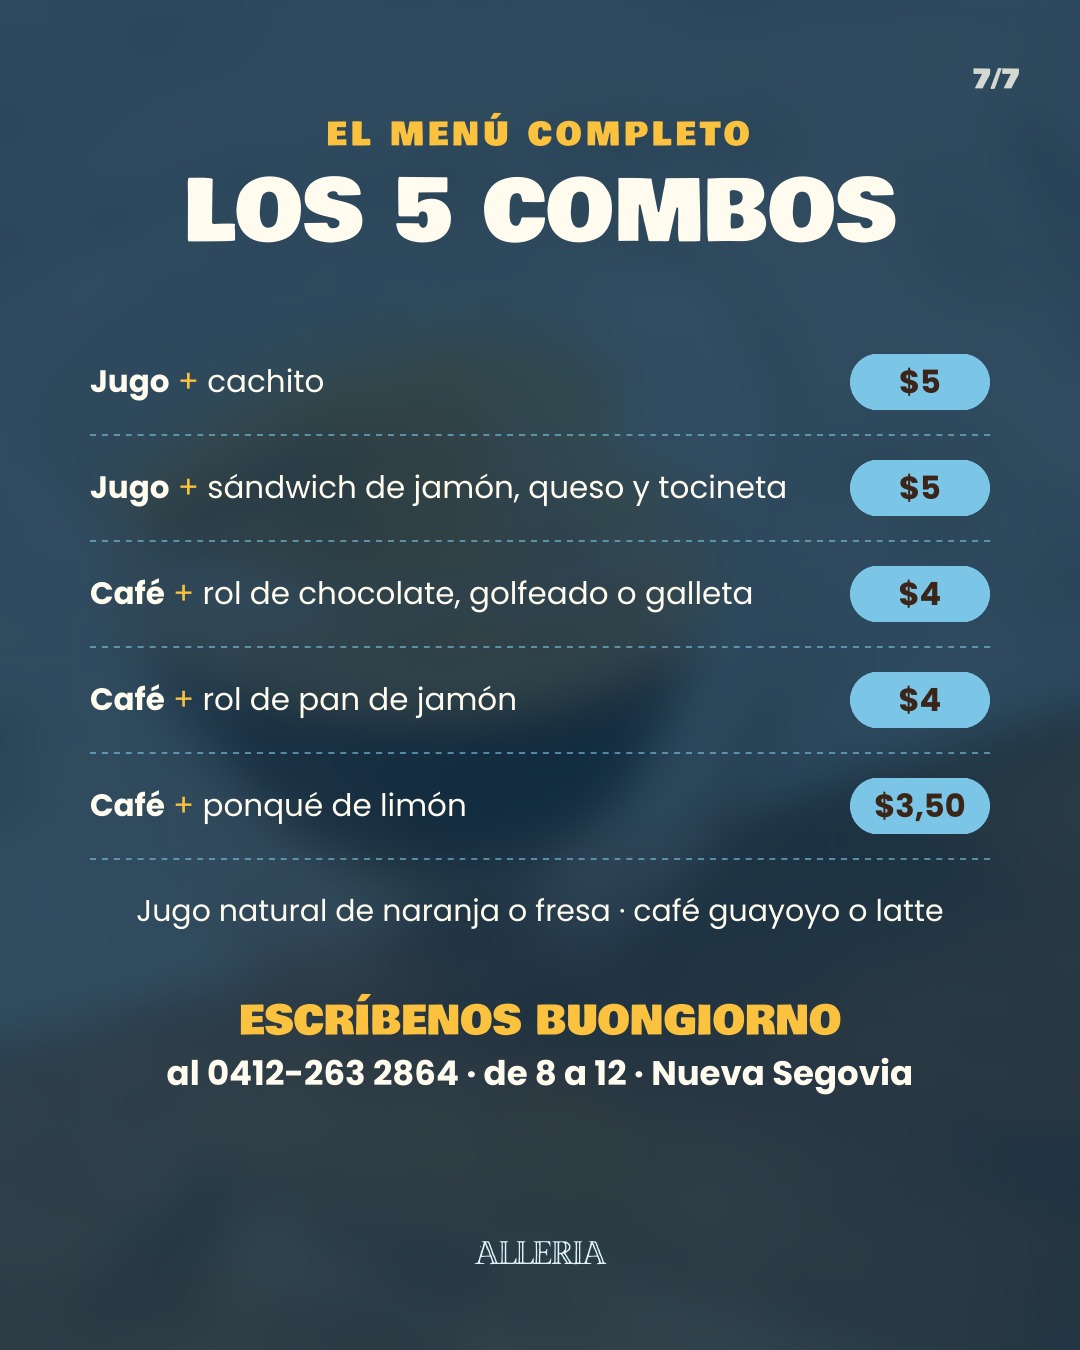 7/7
EL MENÚ COMPLETO
LOS 5 COMBOS
Jugo + cachito $5
Jugo + sándwich de jamón, queso y tocineta $5
Café + rol de chocolate, golfeado o galleta $4
Café + rol de pan de jamón $4
Café + ponqué de limón $3,50
Jugo natural de naranja o fresa · café guayoyo o latte
ESCRÍBENOS BUONGIORNO
al 0412-263 2864 · de 8 a 12 · Nueva Segovia
ALLERIA